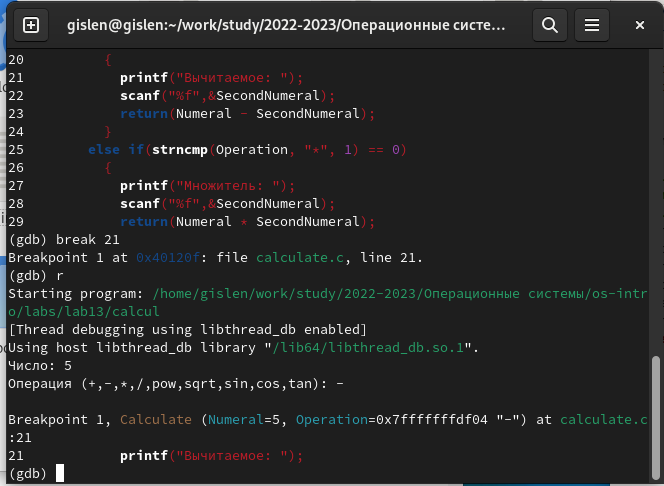 gislen@gislen:~/work/study/2022-2023/Операционные систе…
20          {
21            printf("Вычитаемое: ");
22            scanf("%f",&SecondNumeral);
23            return(Numeral - SecondNumeral);
24          }
25        else if(strncmp(Operation, "*", 1) == 0)
26          {
27            printf("Множитель: ");
28            scanf("%f",&SecondNumeral);
29            return(Numeral * SecondNumeral);
(gdb) break 21
Breakpoint 1 at 0x40120f: file calculate.c, line 21.
(gdb) r
Starting program: /home/gislen/work/study/2022-2023/Операционные системы/os-intr
o/labs/lab13/calcul
[Thread debugging using libthread_db enabled]
Using host libthread_db library "/lib64/libthread_db.so.1".
Число: 5
Операция (+,-,*,/,pow,sqrt,sin,cos,tan): -

Breakpoint 1, Calculate (Numeral=5, Operation=0x7fffffffdf04 "-") at calculate.c
:21
21            printf("Вычитаемое: ");
(gdb)